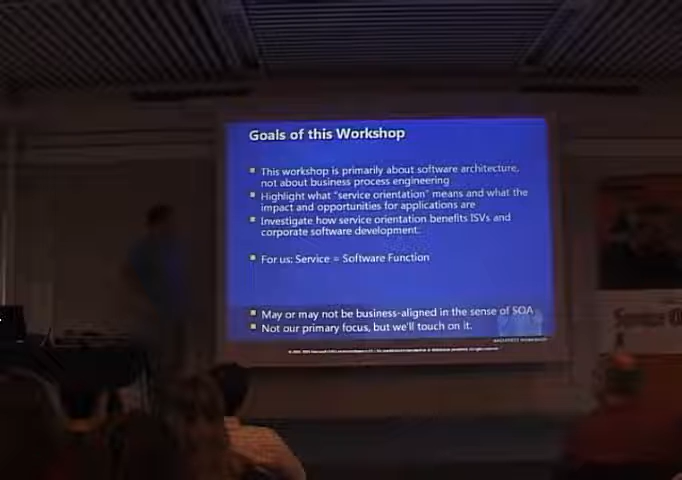 Goals of this Workshop
This workshop is primarily about software architecture,
not about business process engineering
Highlight what "service orientation" means and what the
impact and opportunities for applications are
Investigate how service orientation benefits ISVs and
corporate software development.
For us: Service = Software Function
May or may not be business-aligned in the sense of SOA
Not our primary focus, but we'll touch on it.
ARCHITECT WORKSHOP